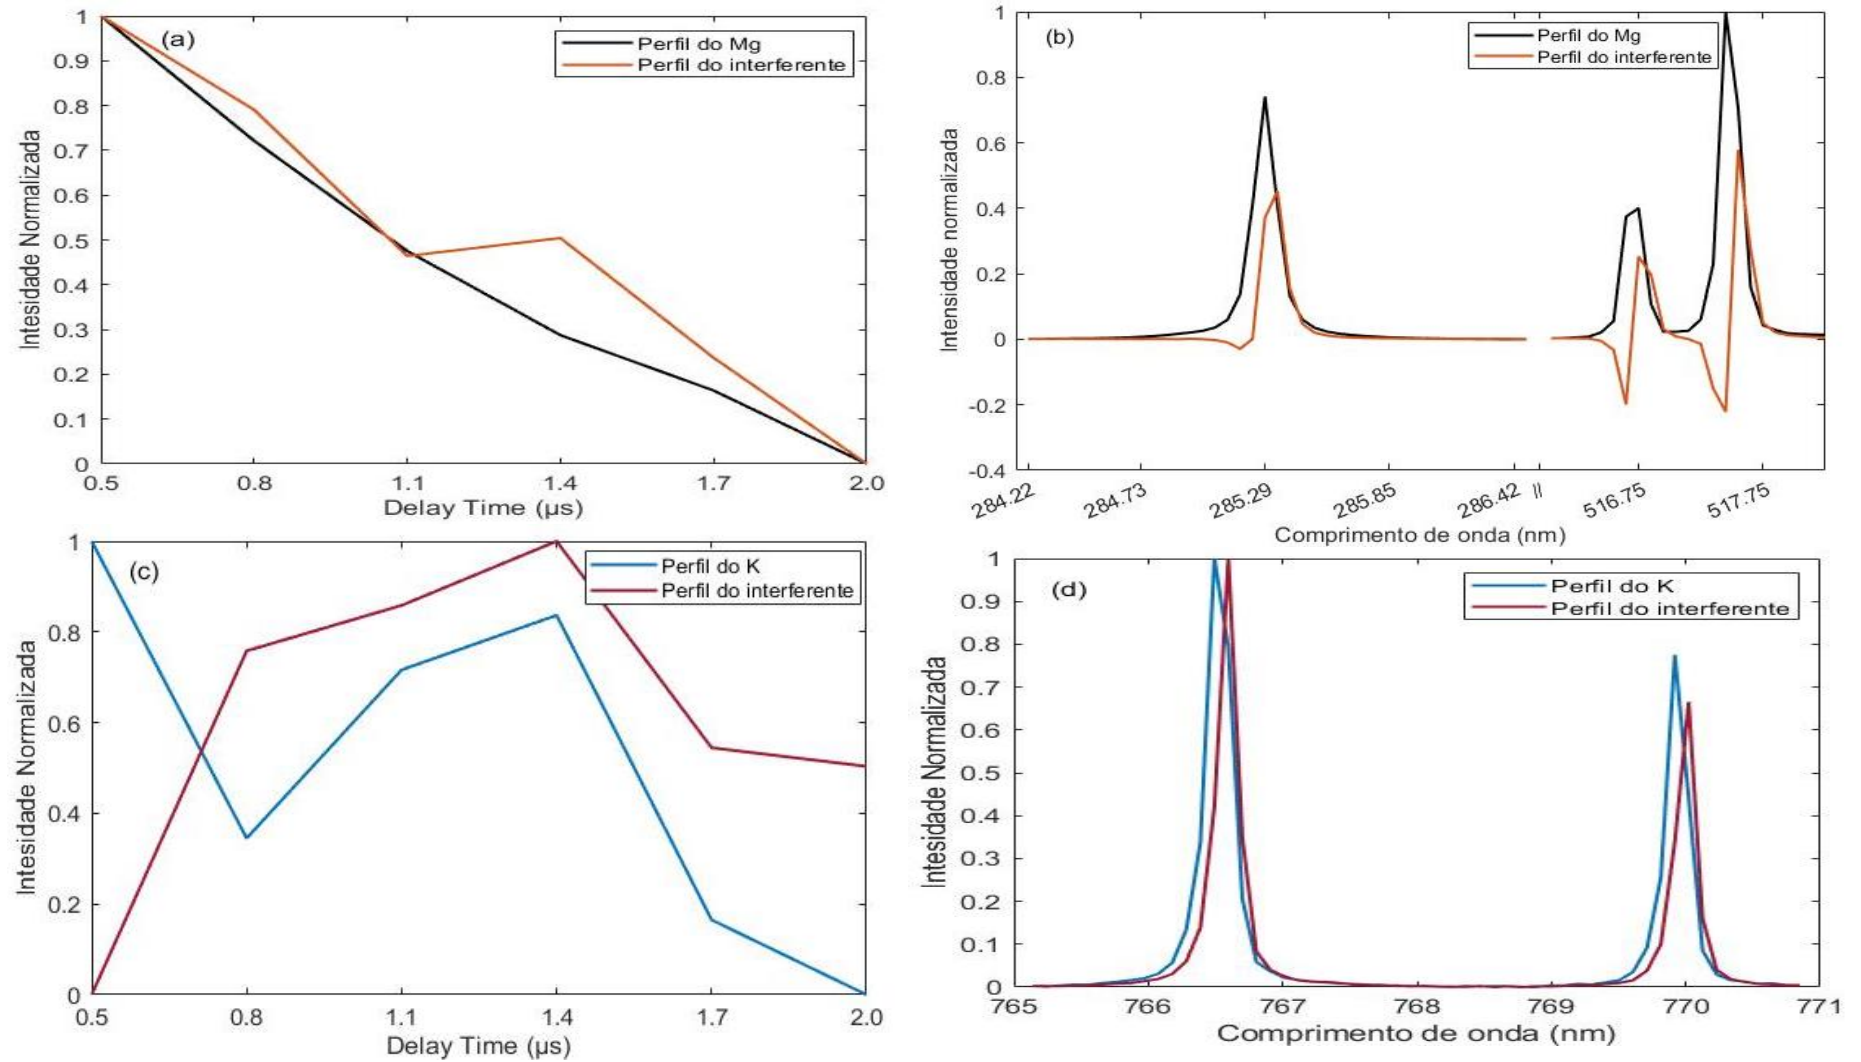 (a)
Perfil do Mg
Perfil do interferente
Intesidade Normalizada
1
0.9
0.8
0.7
0.6
0.5
0.4
0.3
0.2
0.1
0
0.5 0.8 1.1 1.4 1.7 2.0
Delay Time (µs)
(b)
Perfil do Mg
Perfil do interferente
Intensidade normalizada
1
0.8
0.6
0.4
0.2
0
-0.2
-0.4
284.22 284.73 285.29 285.85 286.42 // 516.75 517.75
Comprimento de onda (nm)
(c)
Perfil do K
Perfil do interferente
Intesidade Normalizada
1
0.8
0.6
0.4
0.2
0
0.5 0.8 1.1 1.4 1.7 2.0
Delay Time (µs)
(d)
Perfil do K
Perfil do interferente
Intesidade Normalizada
1
0.9
0.8
0.7
0.6
0.5
0.4
0.3
0.2
0.1
0
765 766 767 768 769 770 771
Comprimento de onda (nm)